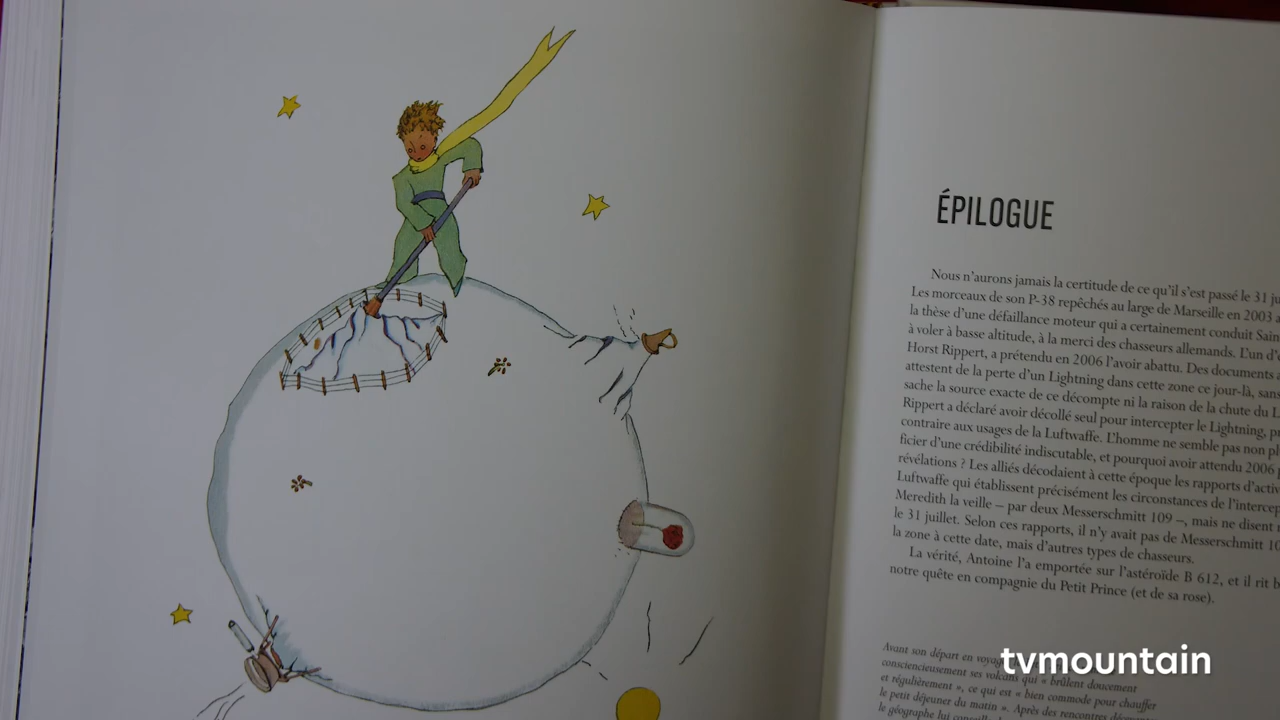 ÉPILOGUE
Nous n'aurons jamais la certitude de ce qu'il s'est passé le 31
Les morceaux de son P-38 repêchés au large de Marseille en 2003
la thèse d'une défaillance moteur qui a certainement conduit
à voler à basse altitude, à la merci des chasseurs allemands. L'un
Horst Rippert, a prétendu en 2006 l'avoir abattu. Des documents
attestent de la perte d'un Lightning dans cette zone ce jour-là, sans
sache la source exacte de ce décompte ni la raison de la chute du
Rippert a déclaré avoir décollé seul pour intercepter le Lightning,
contraire aux usages de la Luftwaffe. L'homme ne semble pas non
ficier d'une crédibilité indiscutable, et pourquoi avoir attendu 2006
révélations ? Les alliés décodaient à cette époque les rapports
Luftwaffe qui établissent précisément les circonstances de
Meredith la veille – par deux Messerschmitt 109 –, mais ne disent
le 31 juillet. Selon ces rapports, il n'y avait pas de Messerschmitt
la zone à cette date, mais d'autres types de chasseurs.
La vérité, Antoine l'a emportée sur l'astéroïde B 612, et il rit
notre quête en compagnie du Petit Prince (et de sa rose).
Avant son départ en
consciencieusement ses volcans qui « brûlent doucement
et régulièrement », ce qui est « bien commode pour chauffer
le petit déjeuner du matin ». Après des rencontres
le géographe lui
tvmountain